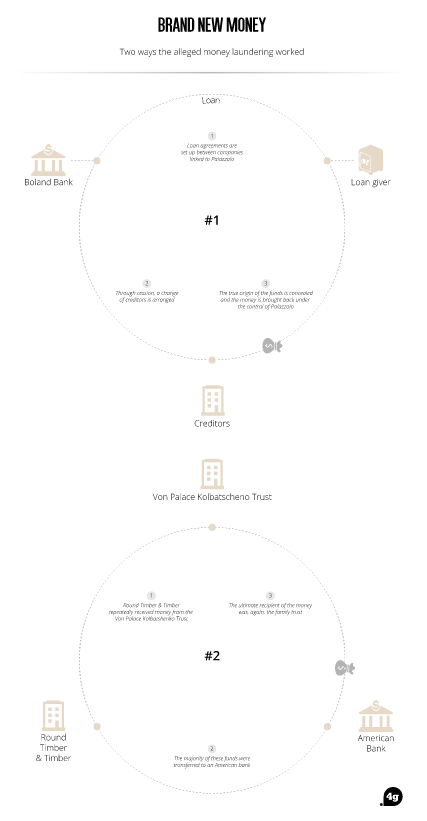 BRAND NEW MONEY
Two ways the alleged money laundering worked
Loan
1
Loan agreements are
set up between companies
linked to Palazzolo
Boland Bank
Loan giver
#1
2
Through cession, a change
of creditors is arranged
3
The true origin of the funds is concealed
and the money is brought back under
the control of Palazzolo
Creditors
Von Palace Kolbatscheno Trust
1
Round Timber & Timber
repeatedly received money from the
Von Palace Kolbatschenko Trust
3
The ultimate recipient of the money
was, again, the family trust
#2
Round
Timber
& Timber
American
Bank
2
The majority of these funds were
transferred to an American bank
4g